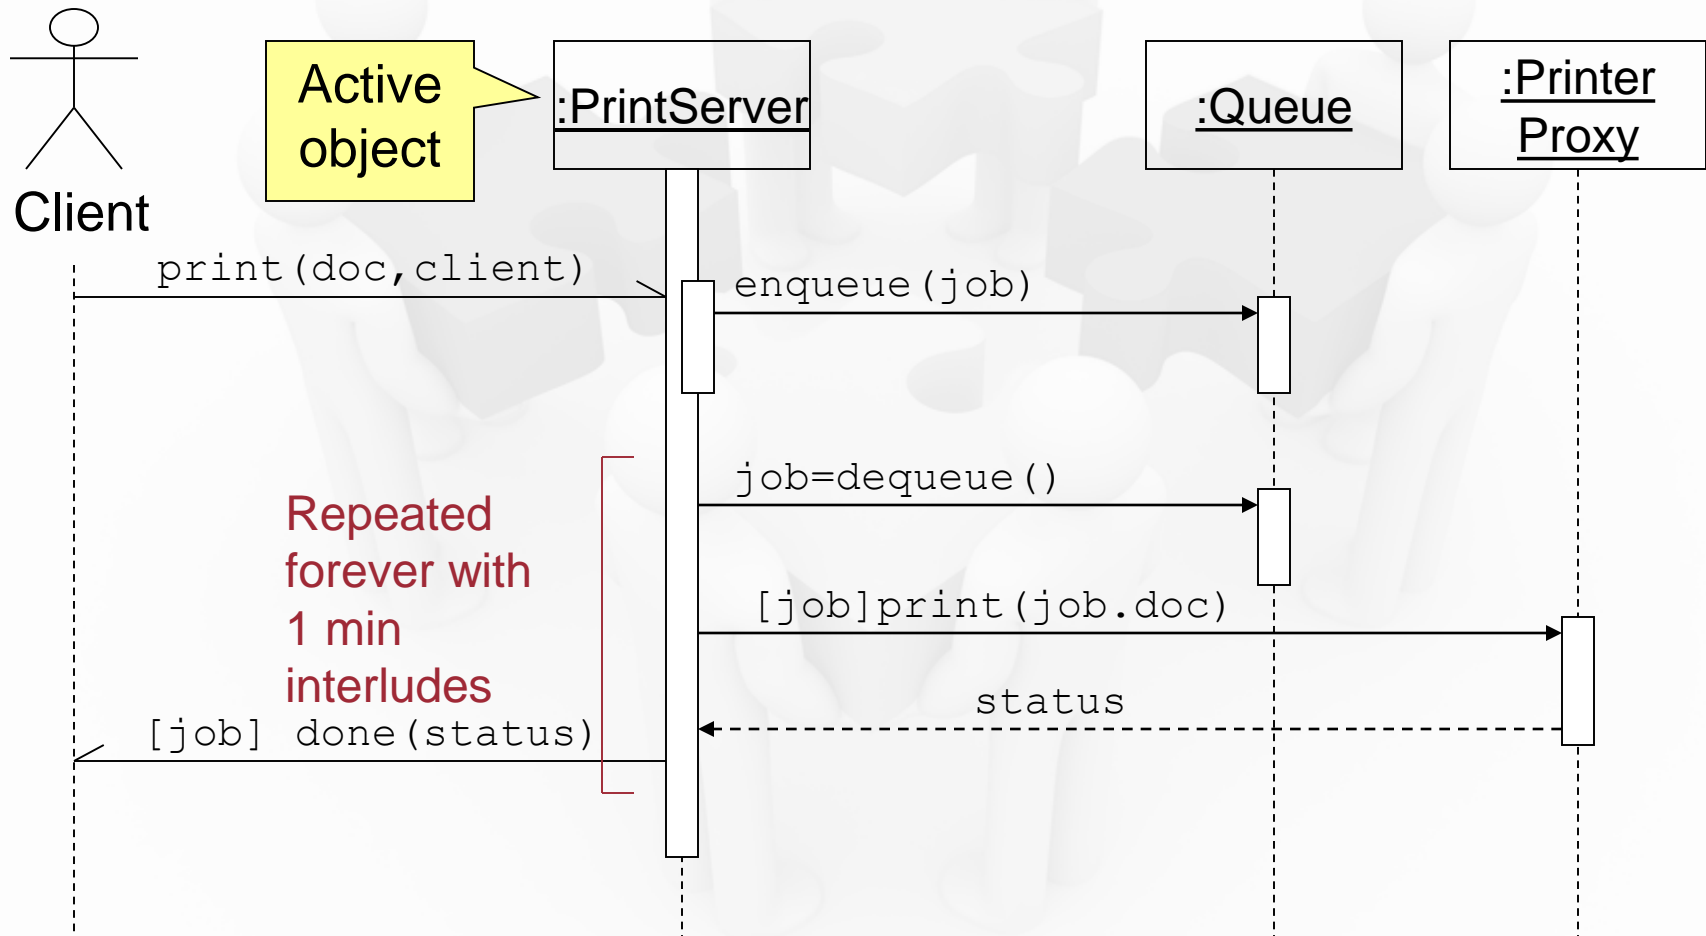 Active
object
:PrintServer
:Queue
:Printer
Proxy
Client
print(doc,client)
enqueue(job)
job=dequeue()
Repeated
forever with
1 min
interludes
[job]print(job.doc)
status
[job] done(status)